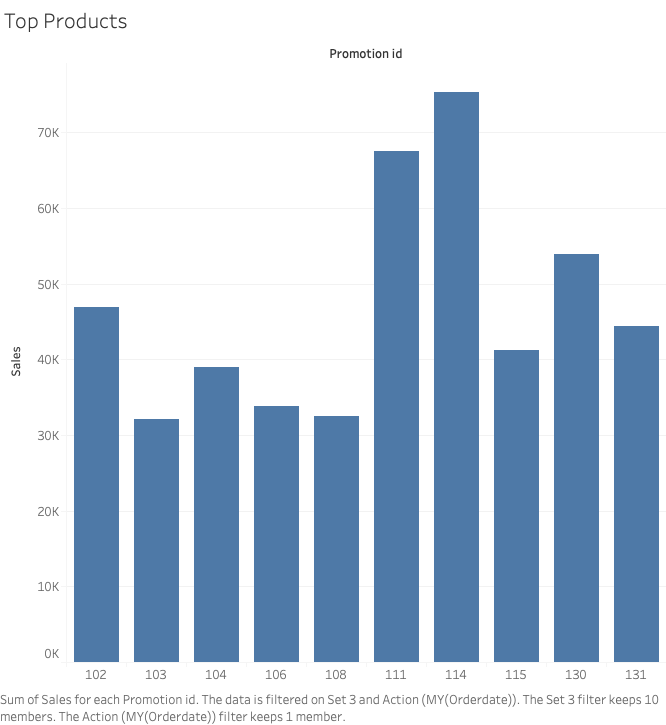 Top Products
Promotion id
70K
60K
50K
40K
30K
20K
10K
0K
Sales
102 103 104 106 108 111 114 115 130 131
Sum of Sales for each Promotion id. The data is filtered on Set 3 and Action (MY(Orderdate)). The Set 3 filter keeps 10
members. The Action (MY(Orderdate)) filter keeps 1 member.